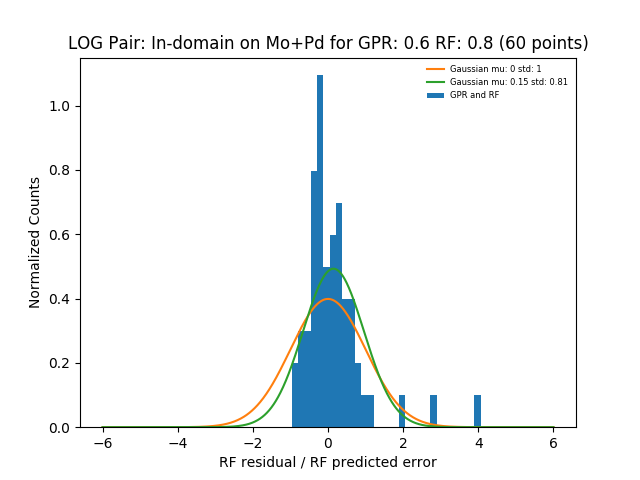 LOG Pair: In-domain on Mo+Pd for GPR: 0.6 RF: 0.8 (60 points)
Gaussian mu: 0 std: 1
Gaussian mu: 0.15 std: 0.81
GPR and RF
Normalized Counts
1.0
0.8
0.6
0.4
0.2
0.0
−6 −4 −2 0 2 4 6
RF residual / RF predicted error